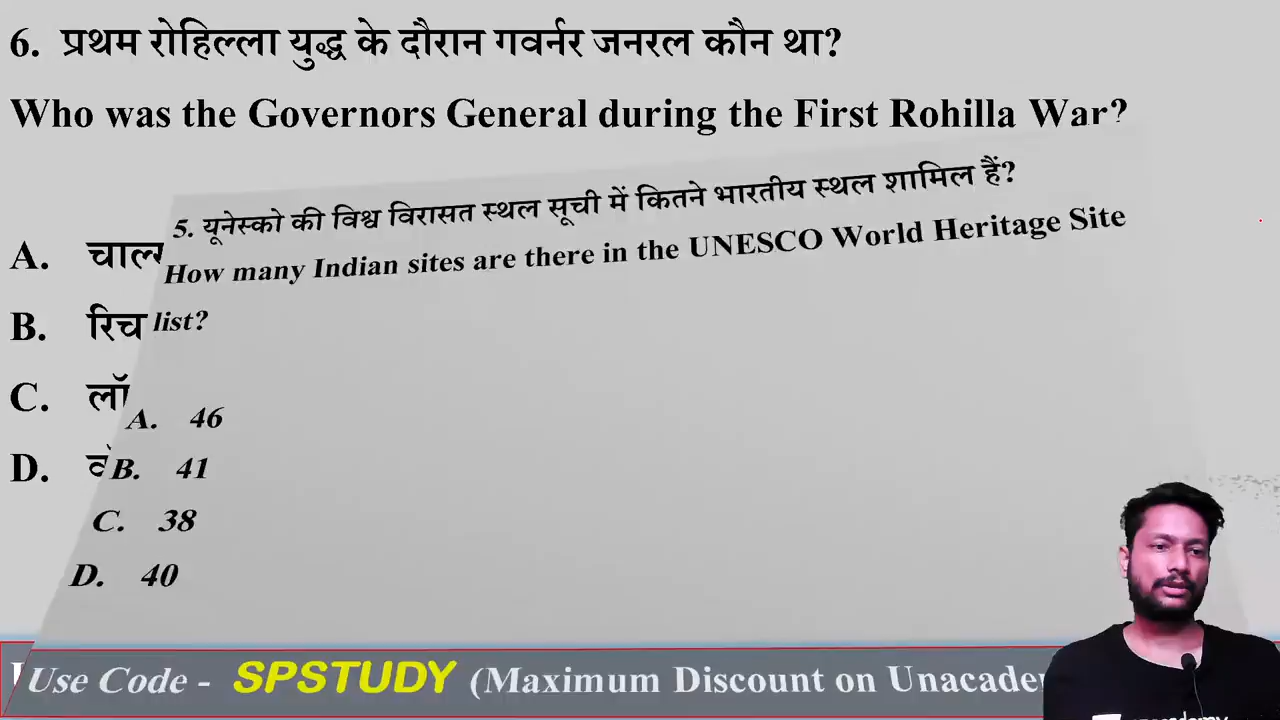 6. प्रथम रोहिल्ला युद्ध के दौरान गवर्नर जनरल कौन था?
Who was the Governors General during the First Rohilla War?
5. यूनेस्को की विश्व विरासत स्थल सूची में कितने भारतीय स्थल शामिल हैं?
How many Indian sites are there in the UNESCO World Heritage Site
list?
A.
B. रिच
C. लॉ
D.
A. 46
B. 41
C. 38
D. 40
Use Code - SPSTUDY (Maximum Discount on